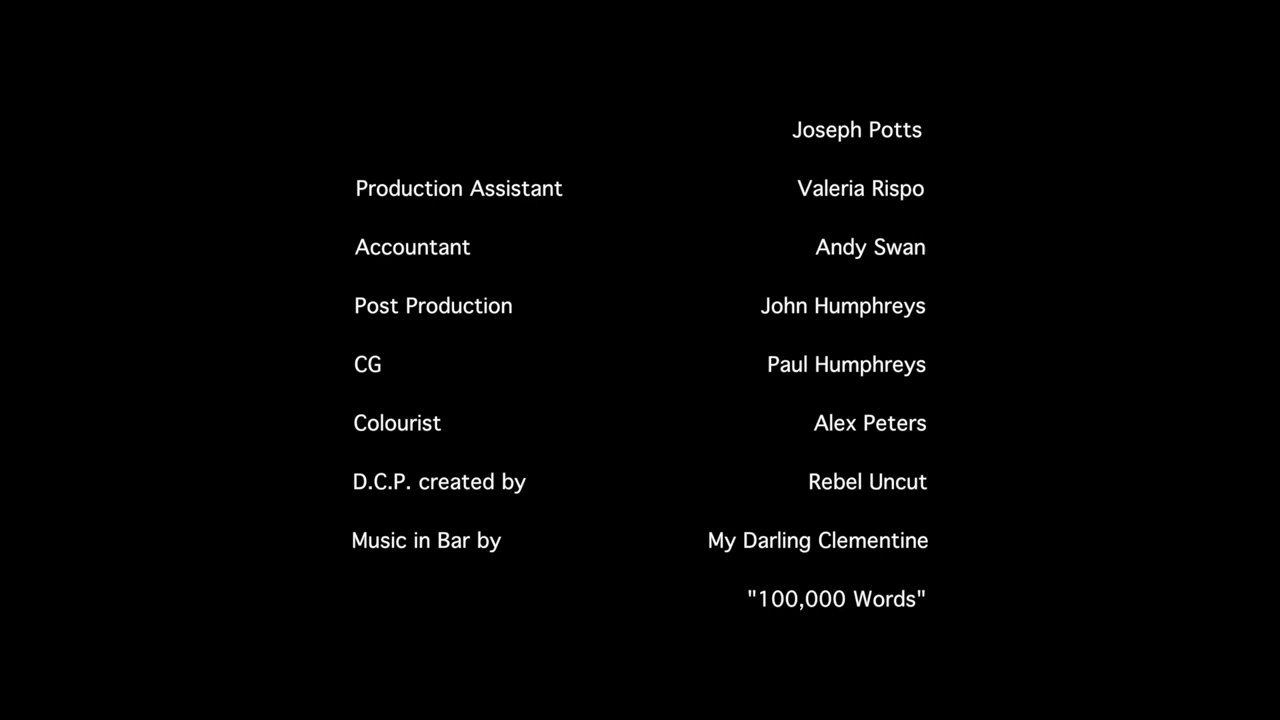 Joseph Potts
Production Assistant Valeria Rispo
Accountant Andy Swan
Post Production John Humphreys
CG Paul Humphreys
Colourist Alex Peters
D.C.P. created by Rebel Uncut
Music in Bar by My Darling Clementine
"100,000 Words"